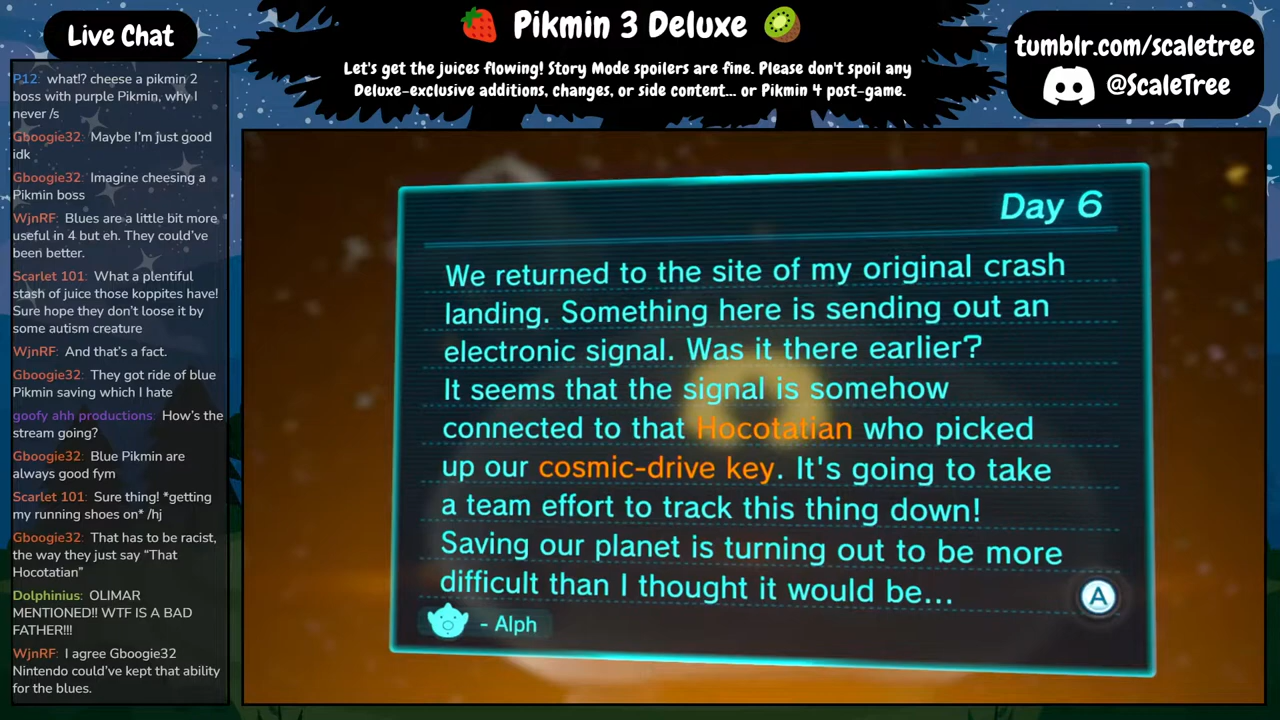 Live Chat
P12: what!? cheese a pikmin 2
boss with purple Pikmin, why I
never /s
Gboogie32: Maybe I'm just good
idk
Gboogie32: Imagine cheesing a
Pikmin boss
WjnRF: Blues are a little bit more
useful in 4 but eh. They could've
been better.
Scarlet 101: What a plentiful
stash of juice those koppites have!
Sure hope they don't loose it by
some autism creature
WjnRF: And that's a fact.
Gboogie32: They got ride of blue
Pikmin saving which I hate
goofy ahh productions: How's the
stream going?
Gboogie32: Blue Pikmin are
always good fym
Scarlet 101: Sure thing! *getting
my running shoes on* /hj
Gboogie32: That has to be racist,
the way they just say “That
Hocotatian”
Dolphinius: OLIMAR
MENTIONED!! WTF IS A BAD
FATHER!!!
WjnRF: I agree Gboogie32
Nintendo could've kept that ability
for the blues.
Pikmin 3 Deluxe
Let's get the juices flowing! Story Mode spoilers are fine. Please don't spoil any
Deluxe-exclusive additions, changes, or side content... or Pikmin 4 post-game.
tumblr.com/scaletree
@ScaleTree
Day 6
We returned to the site of my original crash
landing. Something here is sending out an
electronic signal. Was it there earlier?
It seems that the signal is somehow
connected to that Hocotatian who picked
up our cosmic-drive key. It's going to take
a team effort to track this thing down!
Saving our planet is turning out to be more
difficult than I thought it would be...
- Alph
A